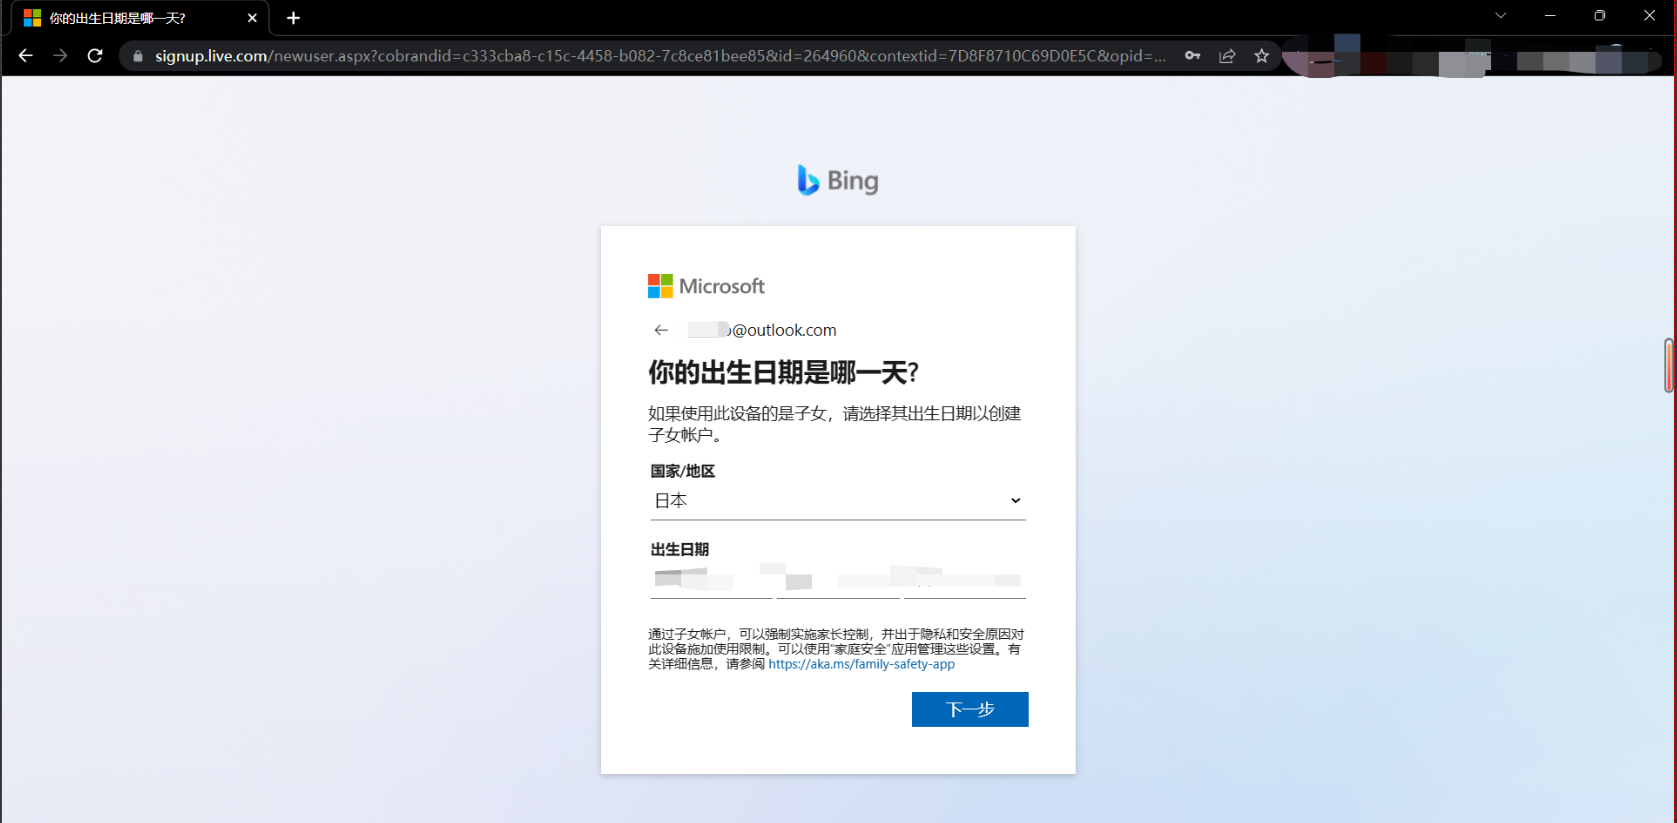 你的出生日期是哪一天?
signup.live.com/newuser.aspx?cobrandid=c333cba8-c15c-4458-b082-7c8ce81bee85&id=264960&contextid=7D8F8710C69D0E5C&opid=...
Bing
Microsoft
@outlook.com
你的出生日期是哪一天?
如果使用此设备的是子女，请选择其出生日期以创建
子女帐户。
国家/地区
日本
出生日期
通过子女帐户，可以强制实施家长控制，并出于隐私和安全原因对
此设备施加使用限制。可以使用"家庭安全"应用管理这些设置。有
关详细信息，请参阅 https://aka.ms/family-safety-app
下一步